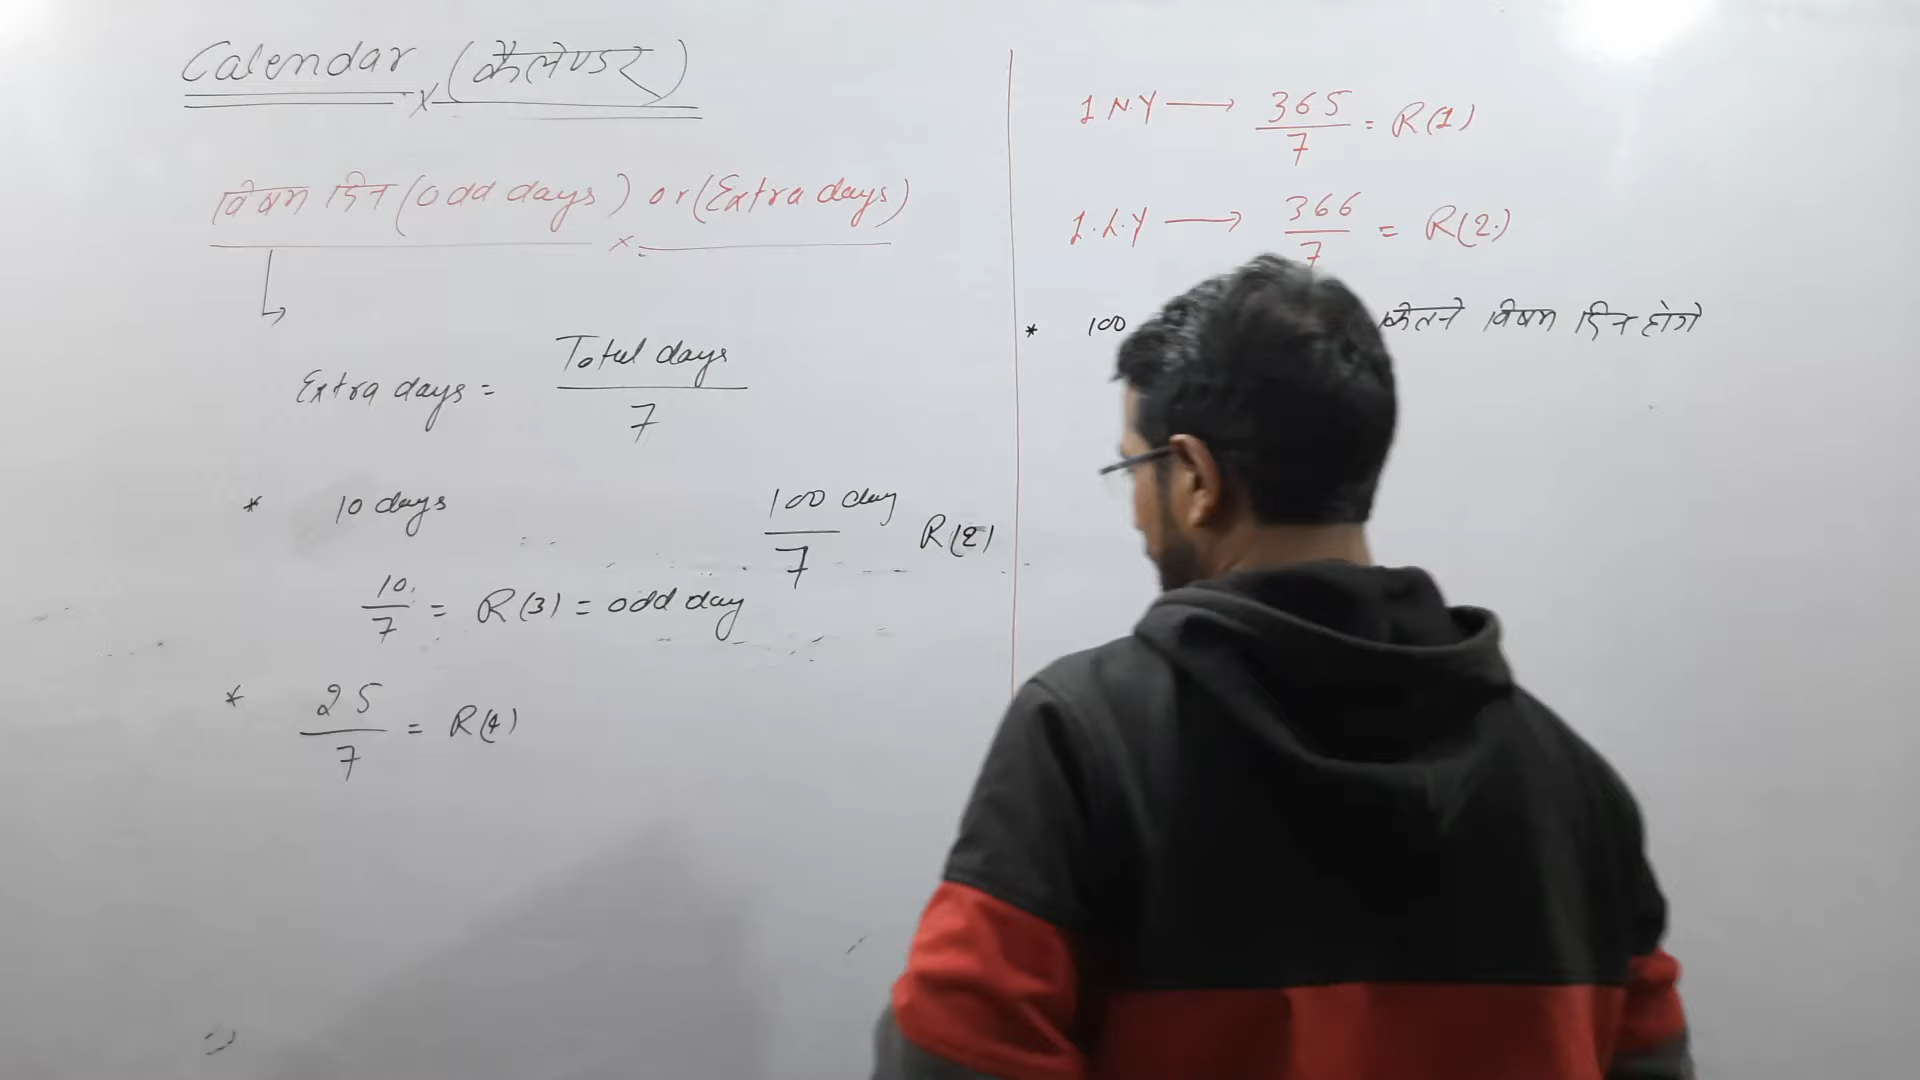 Calendar (कैलेण्डर)
विषम दिन (odd days) or (Extra days)
Extra days = Total days / 7
* 10 days
10 / 7 = R(3) = odd day
100 day / 7 R(2)
* 25 / 7 = R(4)
1 N.Y → 365 / 7 = R(1)
1.L.Y → 366 / 7 = R(2)
* 100 कितने विषम दिन होंगे